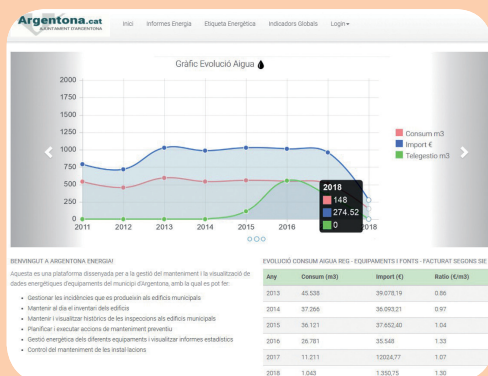 Argentona.cat
AJUNTAMENT D'ARGENTONA
Inici Informes Energia Etiqueta Energètica Indicadors Globals Login
Gràfic Evolució Aigua
2000
1750
1500
1250
1000
750
500
250
0
2011 2012 2013 2014 2015 2016 2018
Consum m3
Import €
Telegestio m3
2018
148
274.52
0
BENVINGUT A ARGENTONA ENERGIA!
Aquesta es una plataforma dissenyada per a la gestió del manteniment i la visualització de
dades energètiques d'equipaments del municipi d'Argentona, amb la qual es pot fer:
• Gestionar les incidències que es produeixin als edificis municipals
• Mantenir al dia el inventari dels edificis
• Mantenir i visualitzar històrics de les inspeccions als edificis municipals
• Planificar i executar accions de manteniment preventiu
• Gestió energètica dels diferents equipaments i visualitzar informes estadístics
• Control del manteniment de les instal·lacions
EVOLUCIÓ CONSUM AIGUA REG - EQUIPAMENTS I FONTS - FACTURAT SEGONS SIE
Any Consum (m3) Import (€) Ratio (€/m3)
2013 45.538 39.078,19 0.86
2014 37.266 36.093,21 0.97
2015 36.121 37.652,40 1.04
2016 26.781 35.548 1.33
2017 11.211 12024,77 1.07
2018 1.043 1.350,75 1.30